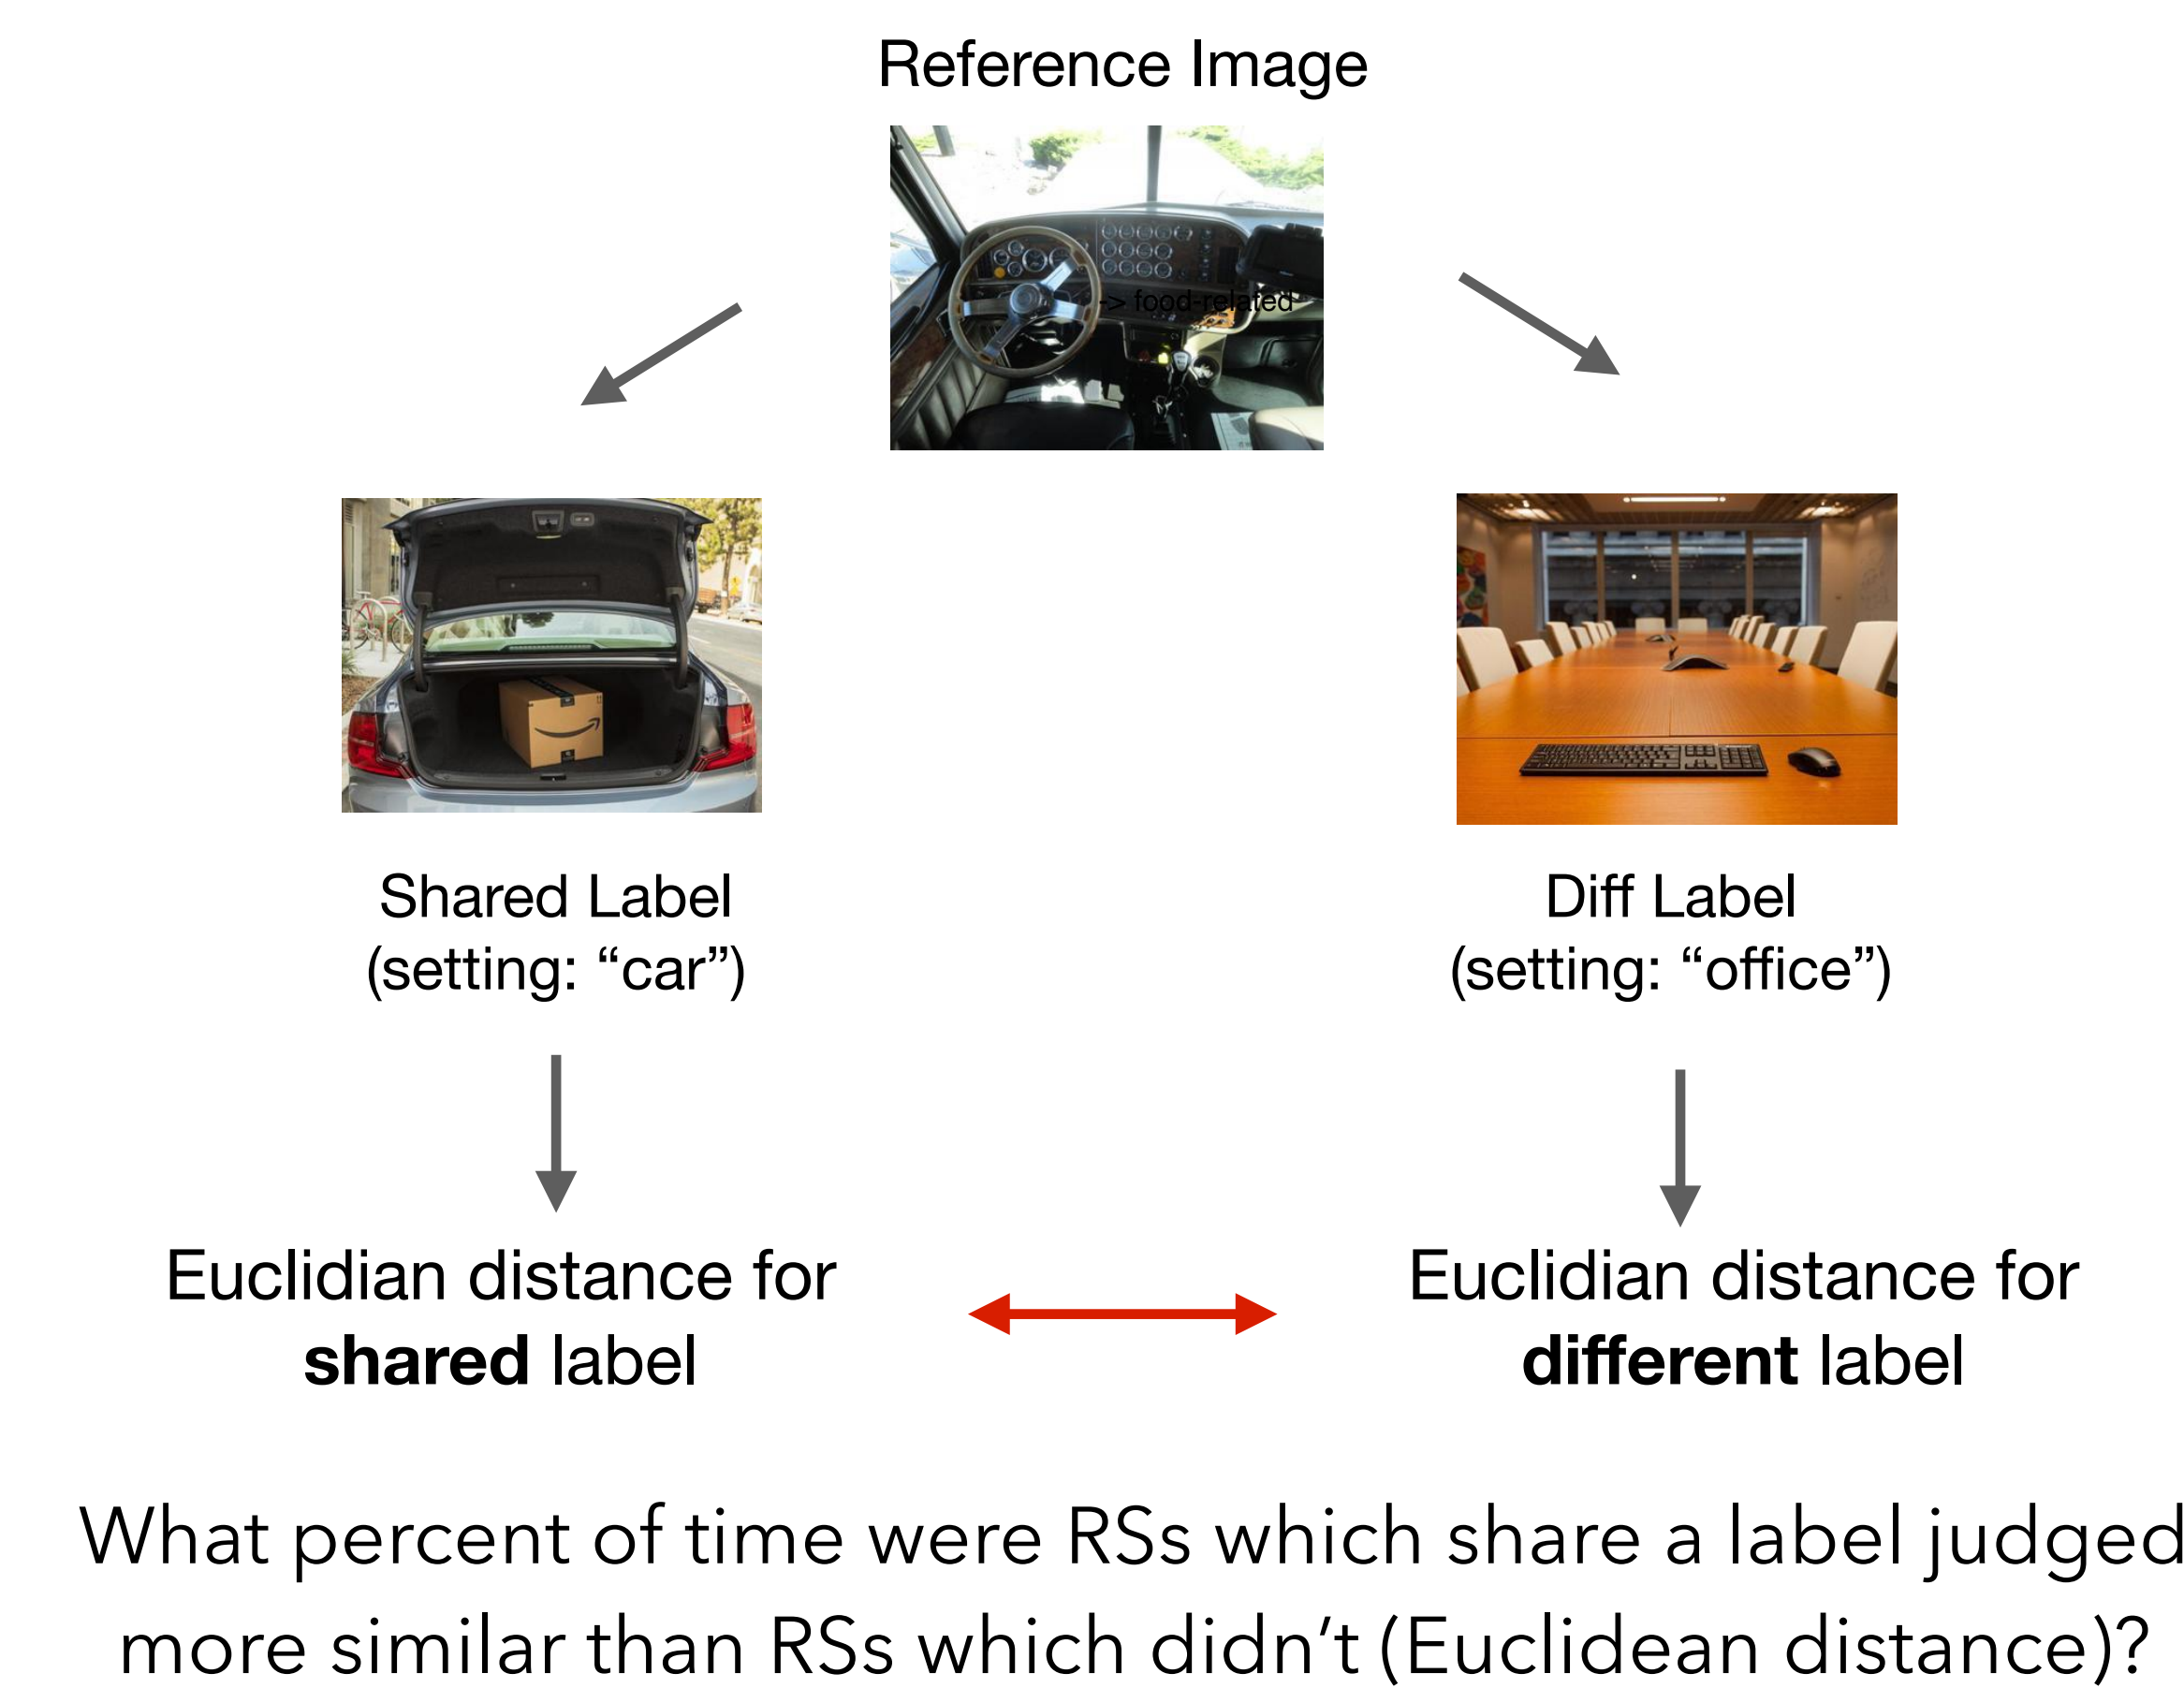 Reference Image
-> food-related
Shared Label
(setting: “car”)
Diff Label
(setting: “office”)
Euclidian distance for
shared label
Euclidian distance for
different label
What percent of time were RSs which share a label judged
more similar than RSs which didn’t (Euclidean distance)?